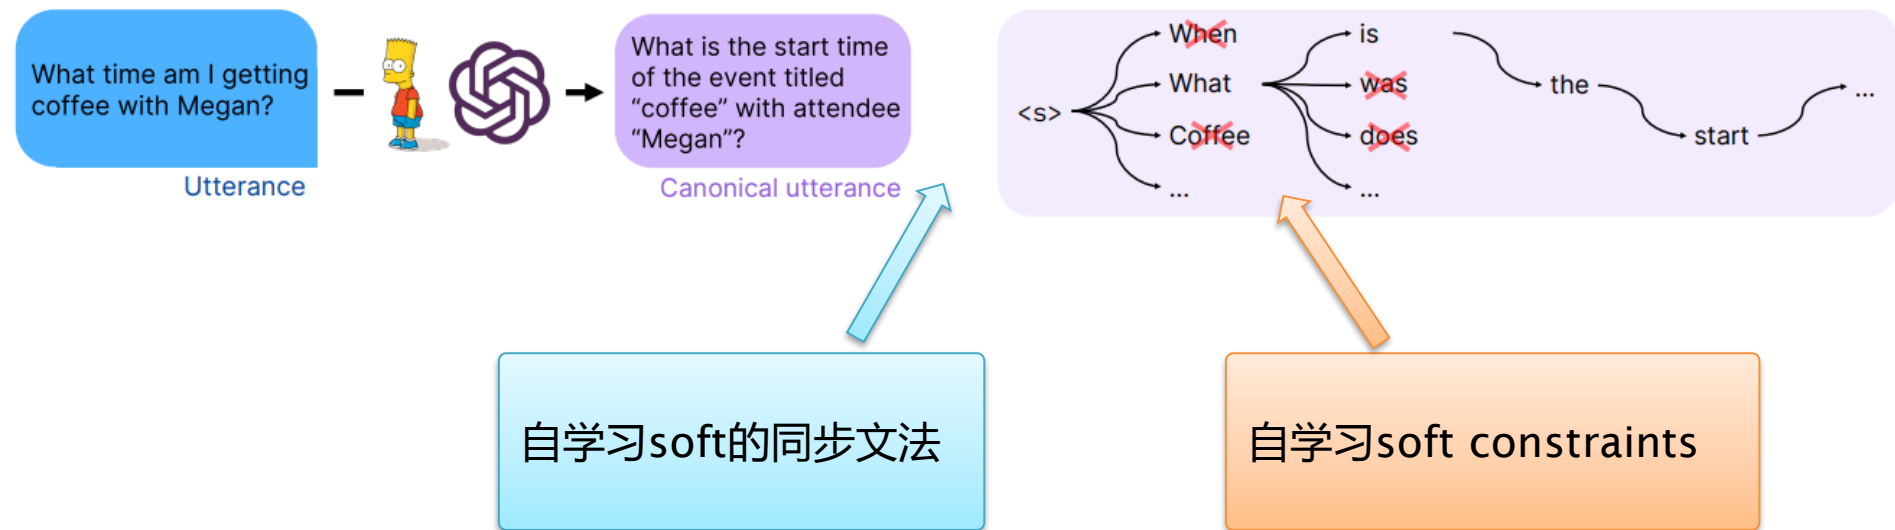 What time am I getting
coffee with Megan?
Utterance
What is the start time
of the event titled
“coffee” with attendee
“Megan”?
Canonical utterance
<s>
When
What
Coffee
...
is
was
does
...
the
start
...
自学习soft的同步文法
自学习soft constraints